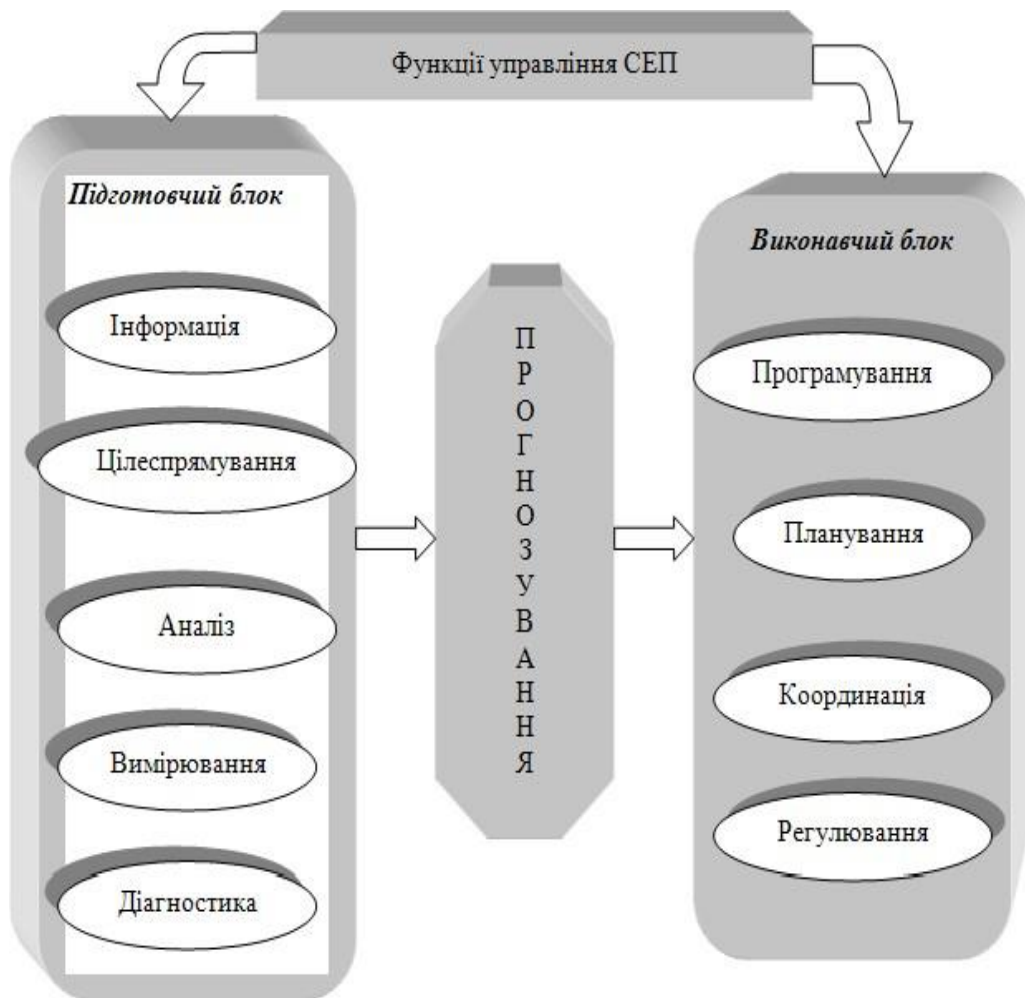 Функції управління СЕП
Підготовчий блок
Інформація
Цілеспрямування
Аналіз
Вимірювання
Діагностика
П
Р
О
Г
Н
О
З
У
В
А
Н
Н
Я
Виконавчий блок
Програмування
Планування
Координація
Регулювання